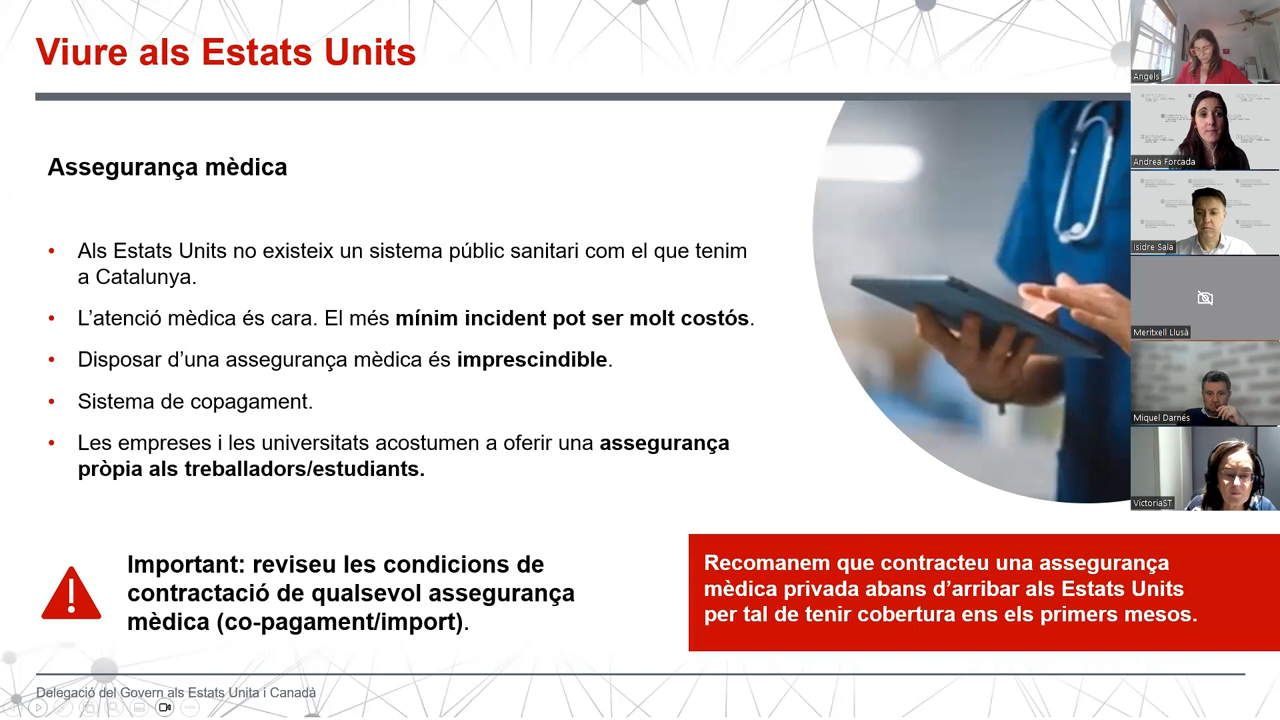 Viure als Estats Units
Assegurança mèdica
• Als Estats Units no existeix un sistema públic sanitari com el que tenim
a Catalunya.
• L’atenció mèdica és cara. El més mínim incident pot ser molt costós.
• Disposar d’una assegurança mèdica és imprescindible.
• Sistema de copagament.
• Les empreses i les universitats acostumen a oferir una assegurança
pròpia als treballadors/estudiants.
Important: reviseu les condicions de
contractació de qualsevol assegurança
mèdica (co-pagament/import).
Recomanem que contracteu una assegurança
mèdica privada abans d’arribar als Estats Units
per tal de tenir cobertura ens els primers mesos.
Delegació del Govern als Estats Units i Canadà
Angels
Andrea Forcada
Isidre Sala
Meritxell Llusà
Miquel Darnés
VictoriaST